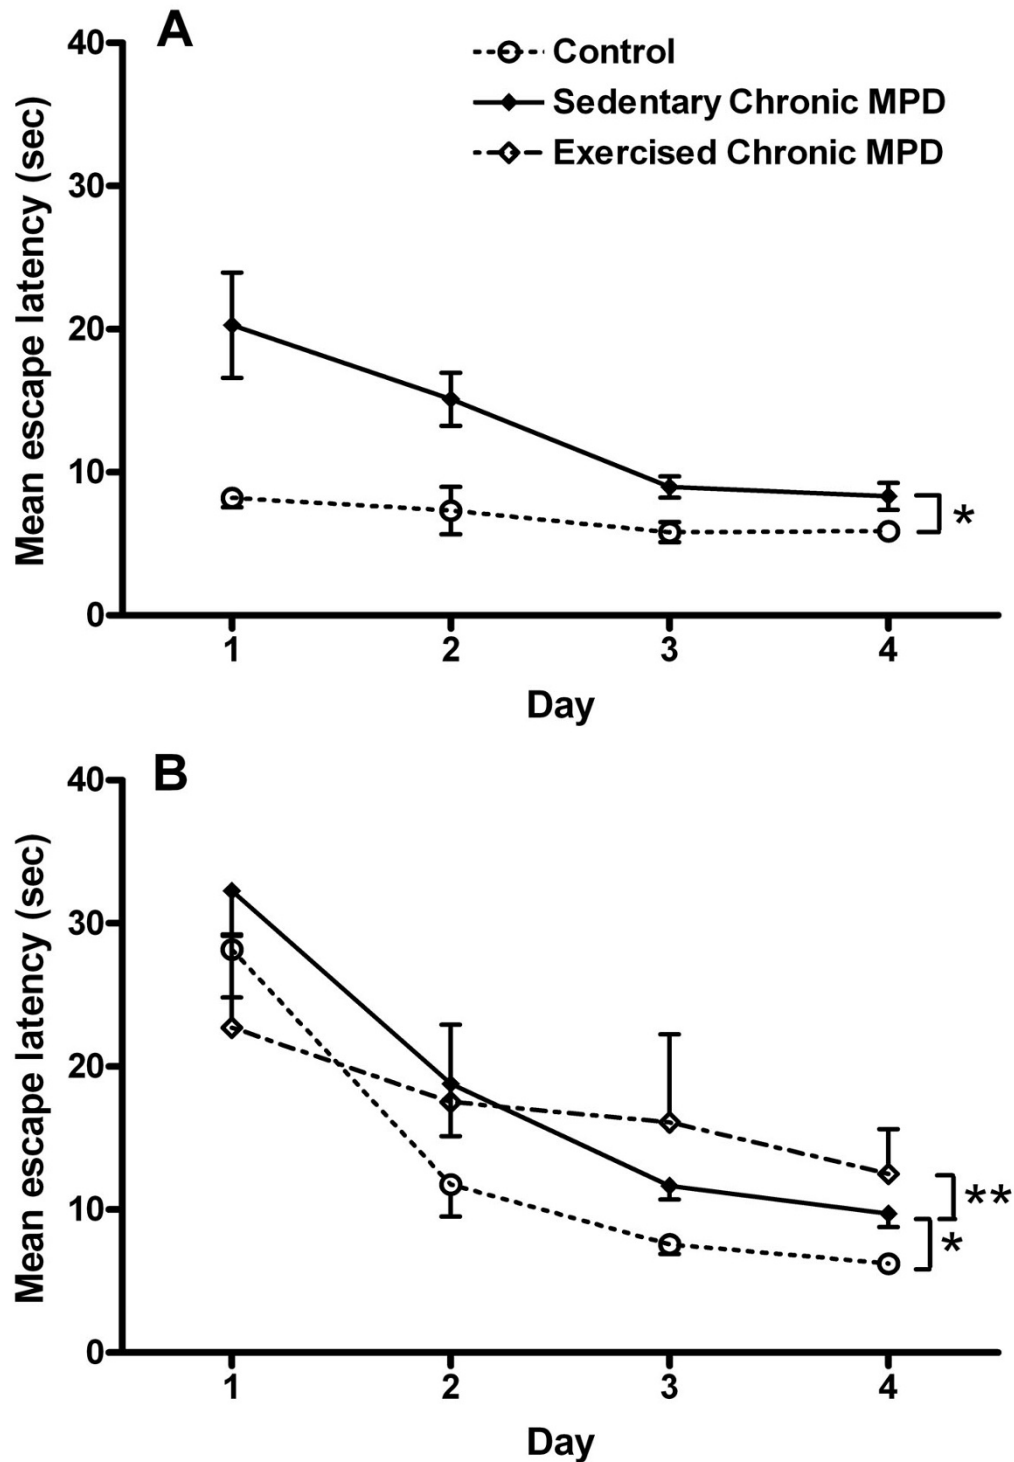 A
Control
Sedentary Chronic MPD
Exercised Chronic MPD
Mean escape latency (sec)
40
30
20
10
0
*
1 2 3 4
Day
B
Mean escape latency (sec)
40
30
20
10
0
**
*
1 2 3 4
Day